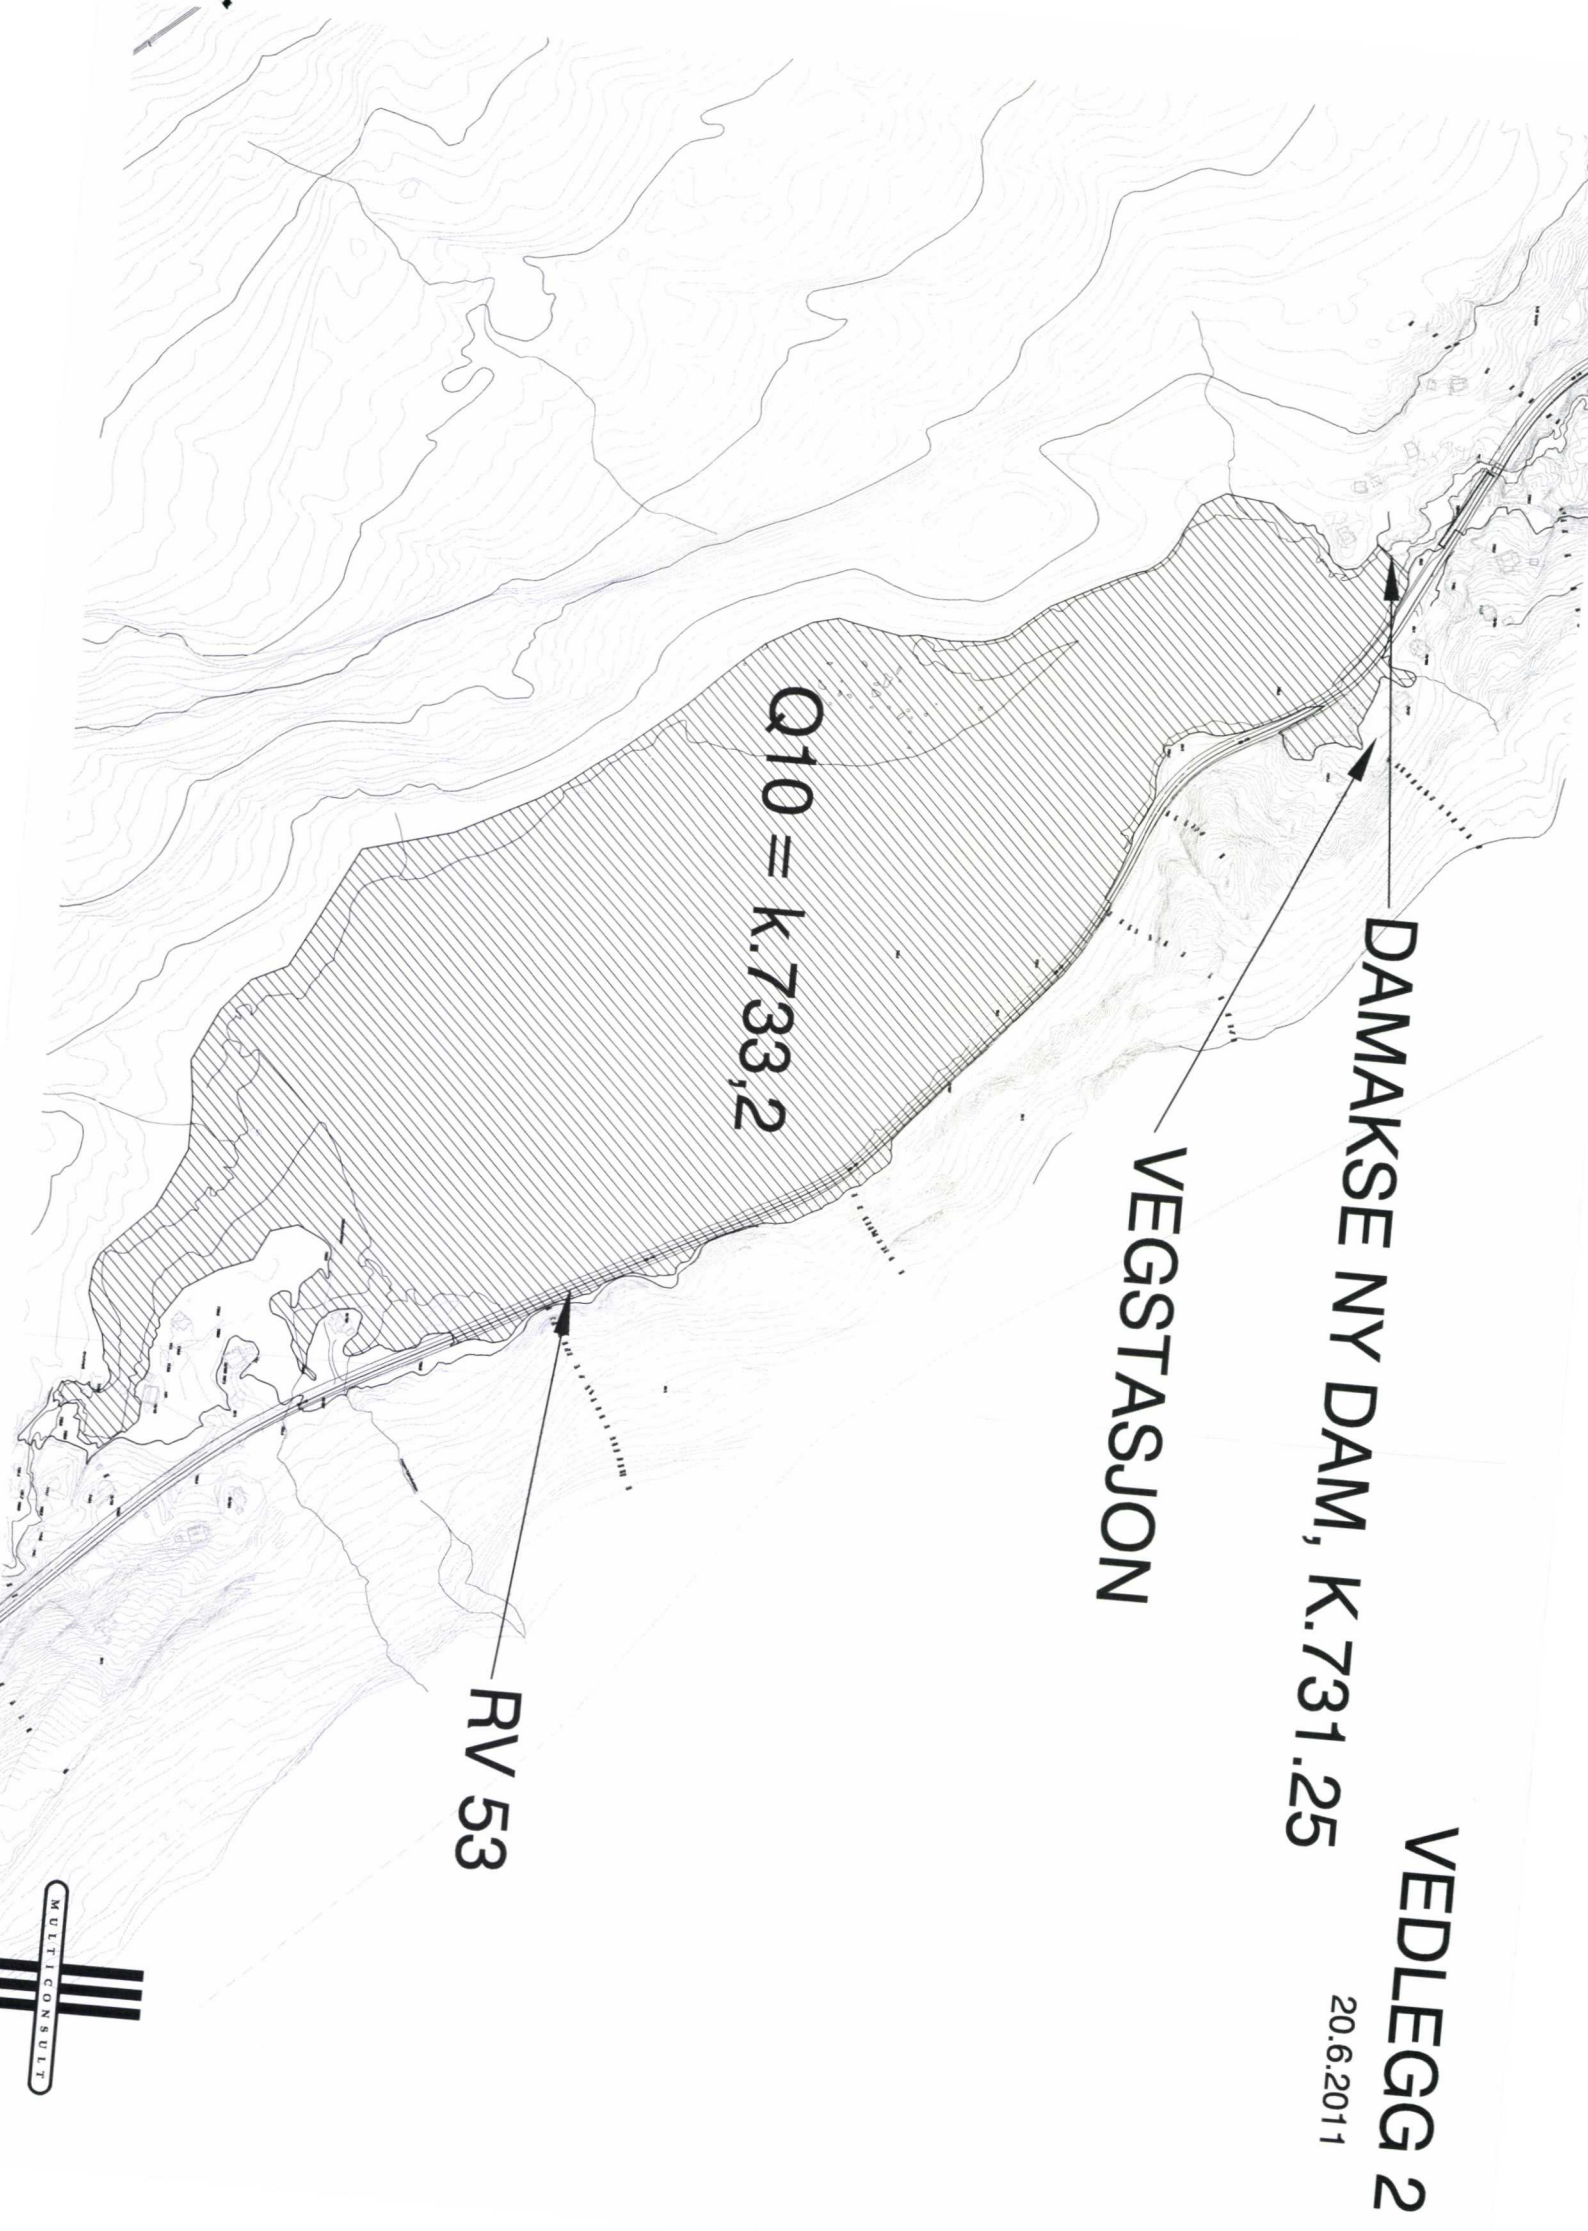 VEDLEGG 2
20.6.2011
DAMAKSE NY DAM, K.731.25
VEGSTASJON
Q10 = k.733,2
RV 53
MULTICONSULT